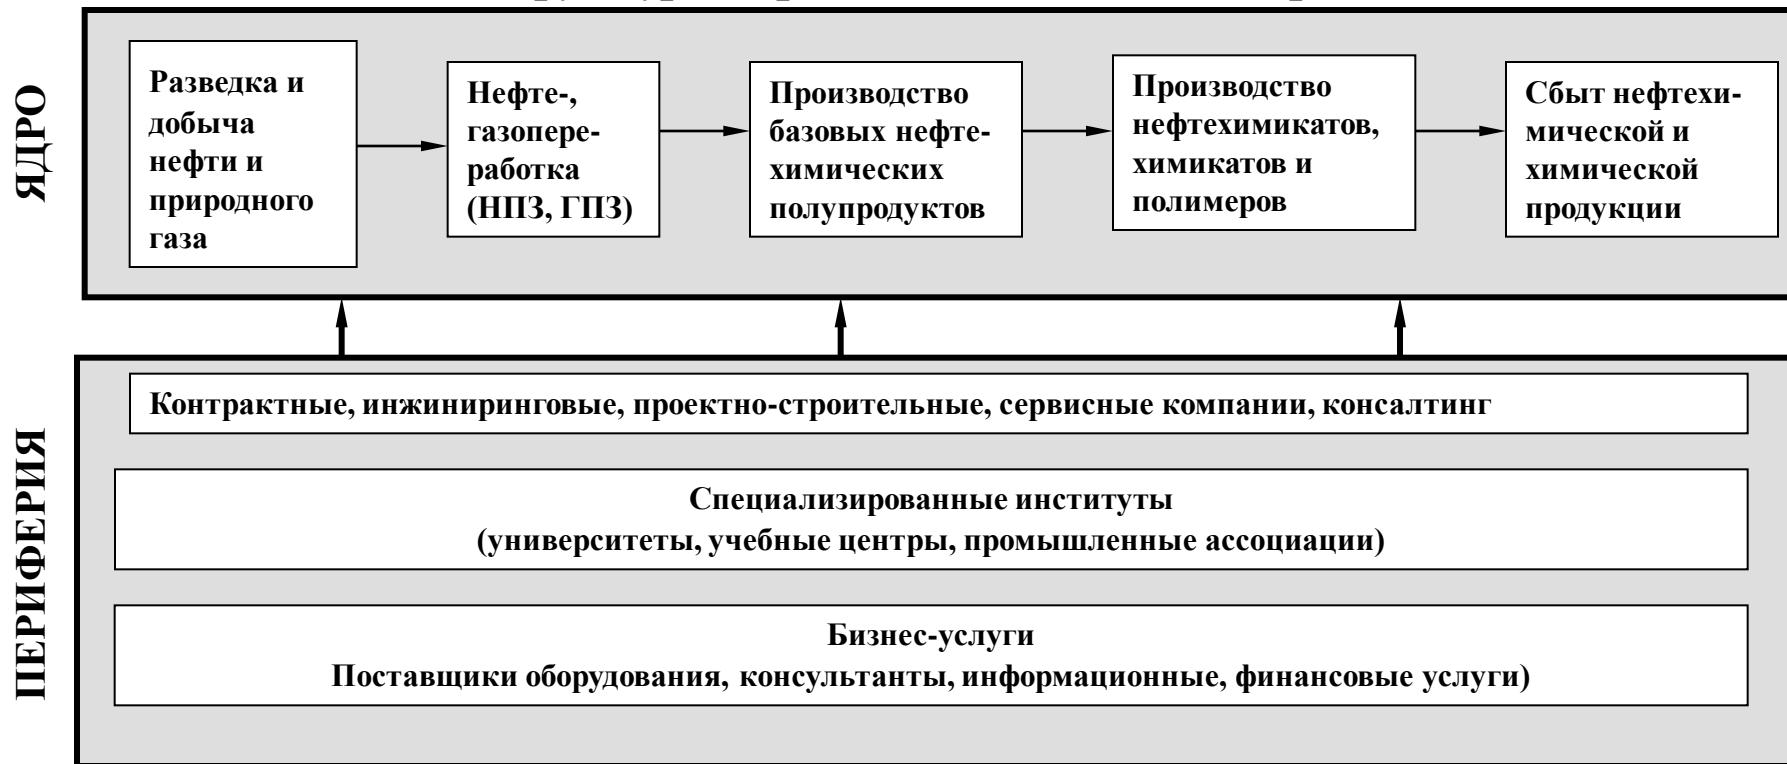 ЯДРО
Разведка и
добыча
нефти и
природного
газа
Нефте-,
газопере-
работка
(НПЗ, ГПЗ)
Производство
базовых нефте-
химических
полупродуктов
Производство
нефтехимикатов,
химикатов и
полимеров
Сбыт нефтехи-
мической и
химической
продукции
ПЕРИФЕРИЯ
Контрактные, инжиниринговые, проектно-строительные, сервисные компании, консалтинг
Специализированные институты
(университеты, учебные центры, промышленные ассоциации)
Бизнес-услуги
Поставщики оборудования, консультанты, информационные, финансовые услуги)